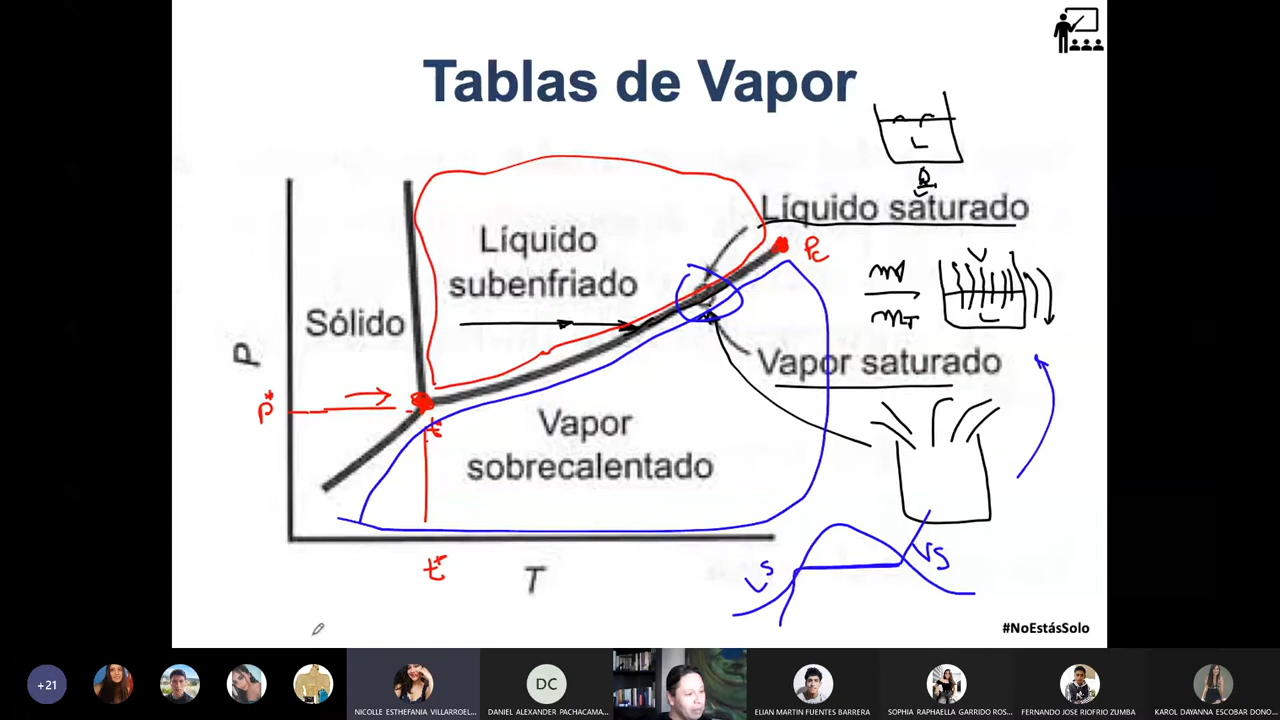 Tablas de Vapor
L
Q
Líquido saturado
Líquido
subenfriado
Pc
Sólido
mT
L
P
Vapor saturado
P*
t
Vapor
sobrecalentado
LS
VS
t*
T
#NoEstásSolo
+21
NICOLLE ESTHEFANIA VILLARROEL...
DC
DANIEL ALEXANDER PACHACAMA...
ELIAN MARTIN FUENTES BARRERA
SOPHIA RAPHAELLA GARRIDO ROS...
FERNANDO JOSE RIOFRIO ZUMBA
KAROL DAYANNA ESCOBAR DONO...